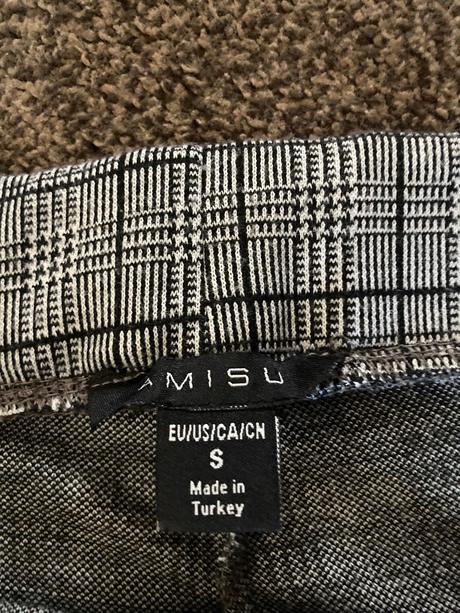 AMISU
EU/US/CA/CN
S
Made in
Turkey